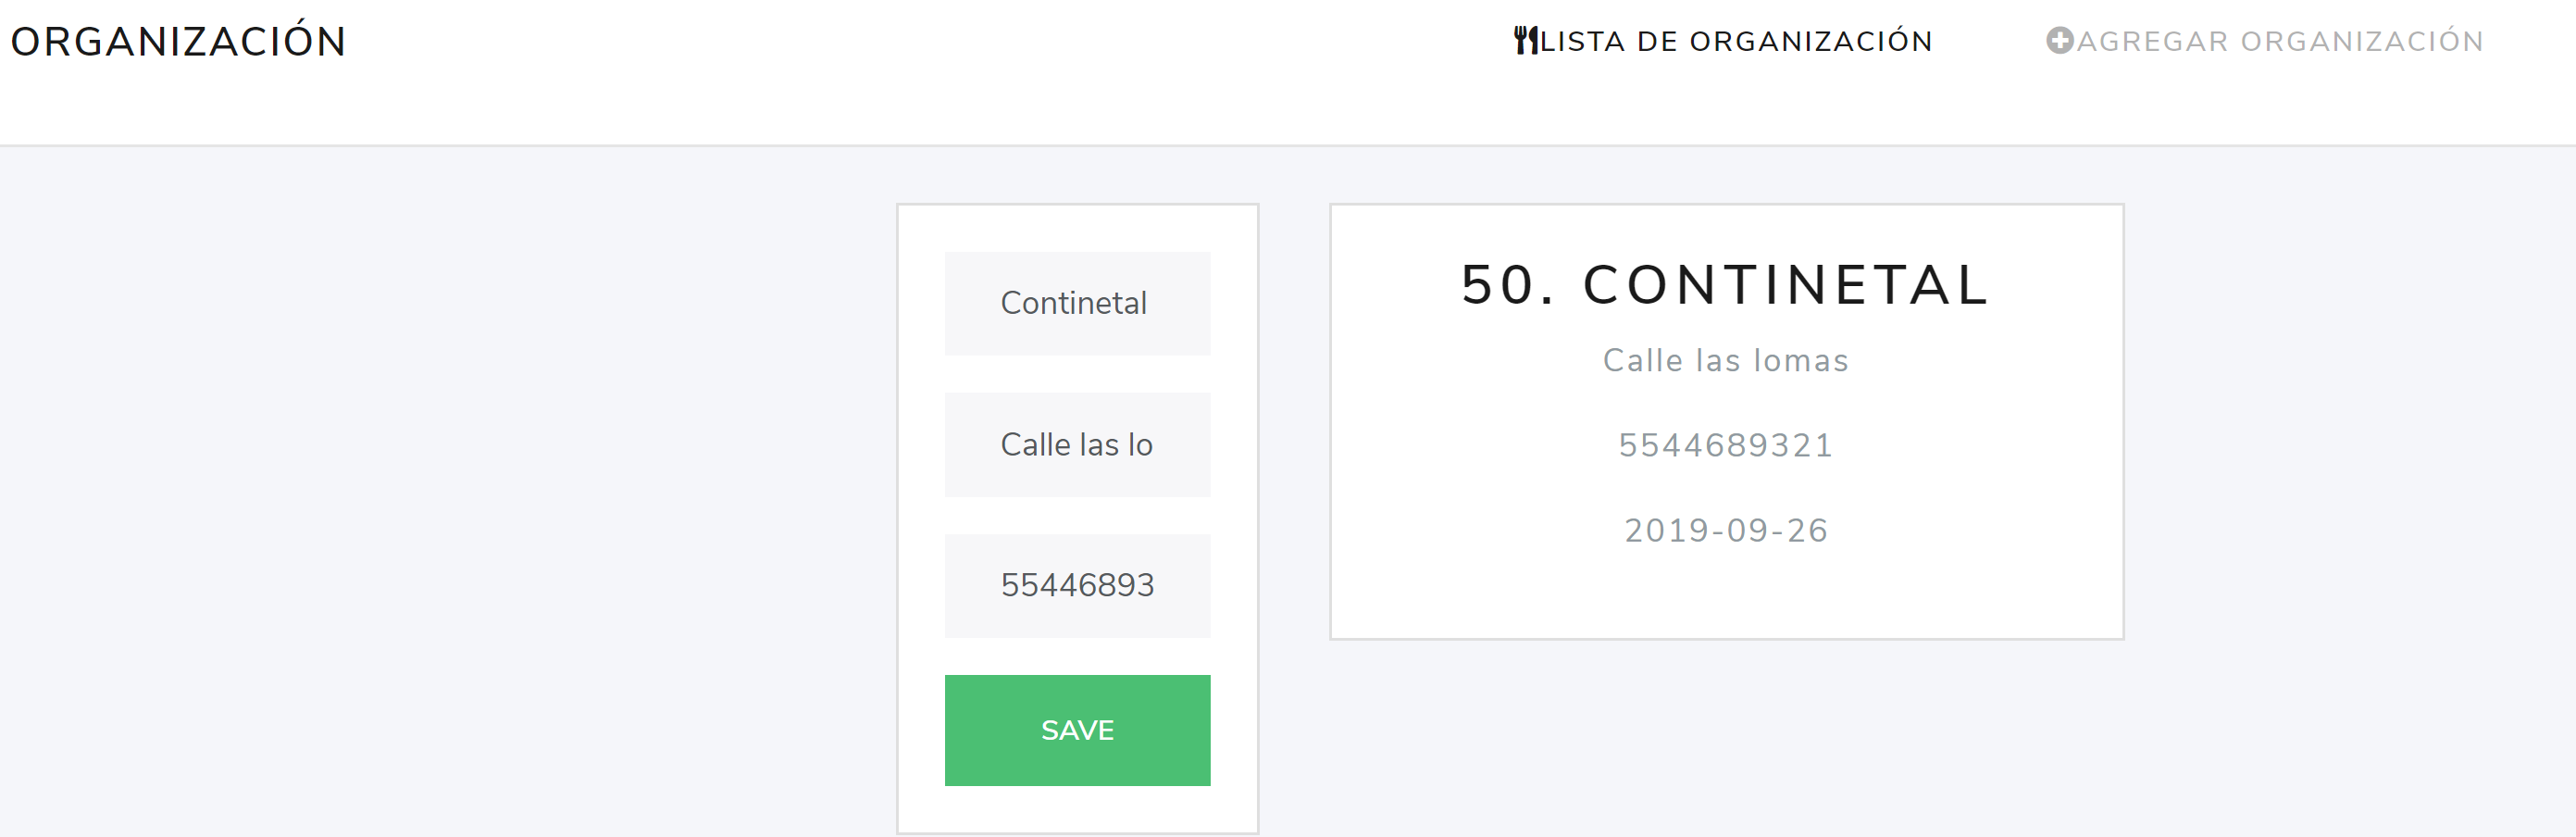 ORGANIZACIÓN
LISTA DE ORGANIZACIÓN
AGREGAR ORGANIZACIÓN
Continetal
Calle las lo
55446893
SAVE
50. CONTINETAL
Calle las lomas
5544689321
2019-09-26